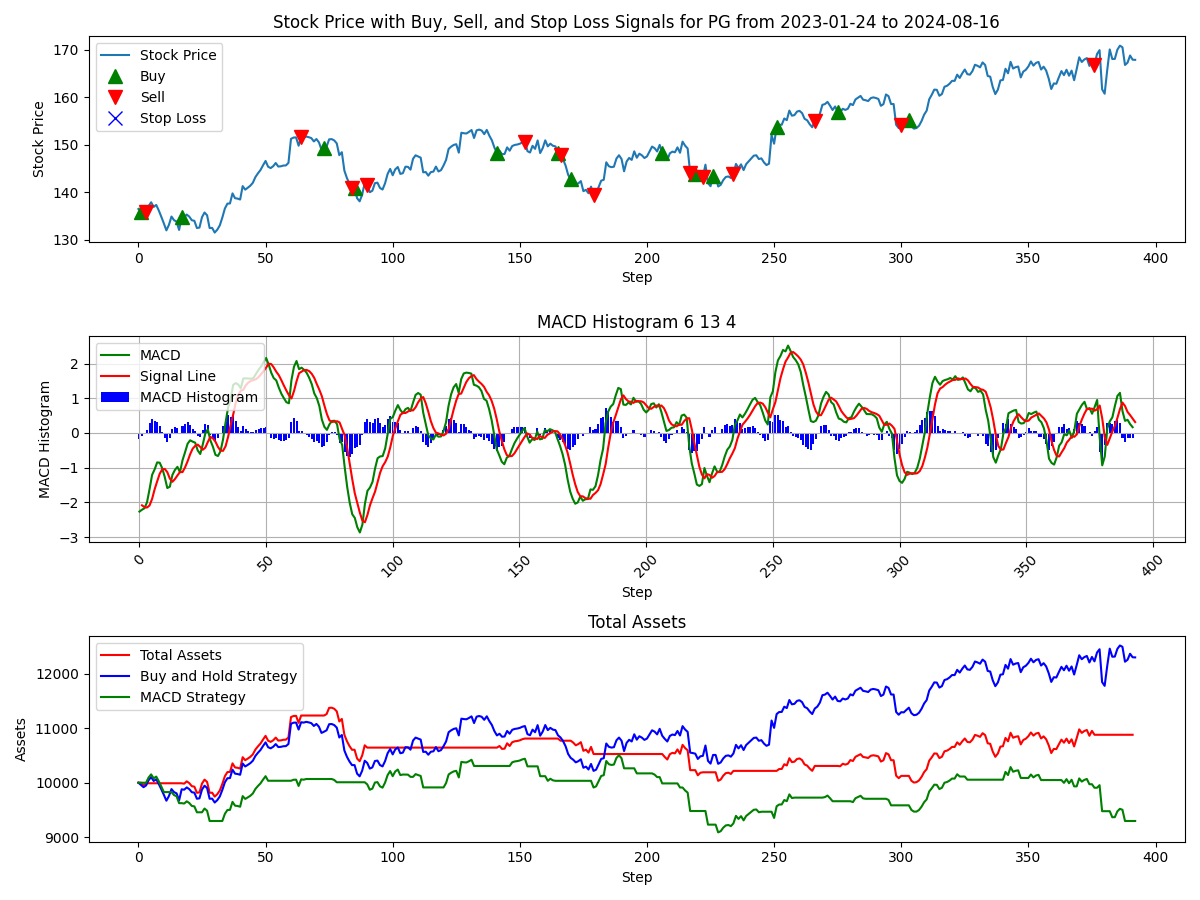 Stock Price with Buy, Sell, and Stop Loss Signals for PG from 2023-01-24 to 2024-08-16
Stock Price
Buy
Sell
Stop Loss
Stock Price
170
160
150
140
130
0 50 100 150 200 250 300 350 400
Step
MACD Histogram 6 13 4
MACD
Signal Line
MACD Histogram
MACD Histogram
2
1
0
−1
−2
−3
0 50 100 150 200 250 300 350 400
Step
Total Assets
Total Assets
Buy and Hold Strategy
MACD Strategy
Assets
12000
11000
10000
9000
0 50 100 150 200 250 300 350 400
Step